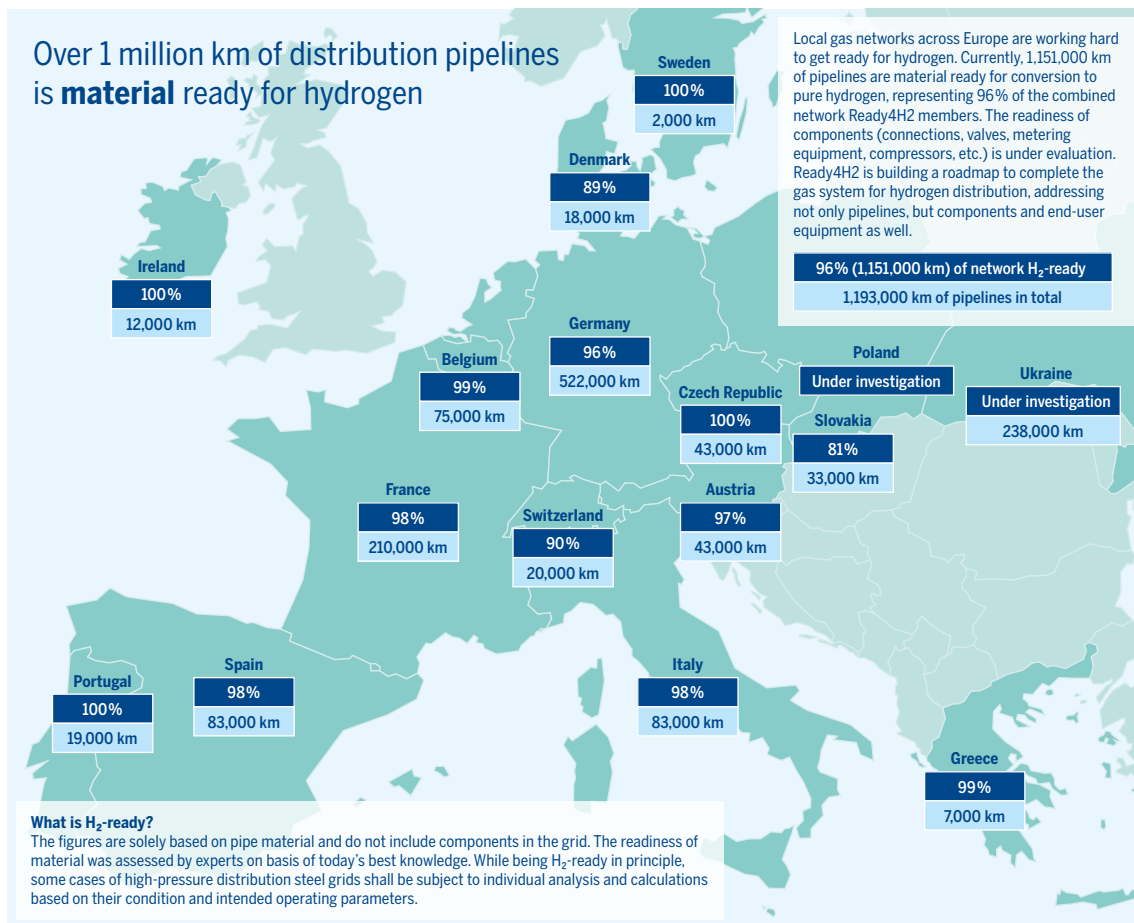 Over 1 million km of distribution pipelines
is material ready for hydrogen
Local gas networks across Europe are working hard
to get ready for hydrogen. Currently, 1,151,000 km
of pipelines are material ready for conversion to
pure hydrogen, representing 96% of the combined
network Ready4H2 members. The readiness of
components (connections, valves, metering
equipment, compressors, etc.) is under evaluation.
Ready4H2 is building a roadmap to complete the
gas system for hydrogen distribution, addressing
not only pipelines, but components and end-user
equipment as well.
96% (1,151,000 km) of network H₂-ready
1,193,000 km of pipelines in total
Sweden
100%
2,000 km
Denmark
89%
18,000 km
Ireland
100%
12,000 km
Germany
96%
522,000 km
Belgium
99%
75,000 km
Poland
Under investigation
Ukraine
Under investigation
238,000 km
Czech Republic
100%
43,000 km
Slovakia
81%
33,000 km
France
98%
210,000 km
Switzerland
90%
20,000 km
Austria
97%
43,000 km
Portugal
100%
19,000 km
Spain
98%
83,000 km
Italy
98%
83,000 km
Greece
99%
7,000 km
What is H₂-ready?
The figures are solely based on pipe material and do not include components in the grid. The readiness of
material was assessed by experts on basis of today's best knowledge. While being H₂-ready in principle,
some cases of high-pressure distribution steel grids shall be subject to individual analysis and calculations
based on their condition and intended operating parameters.